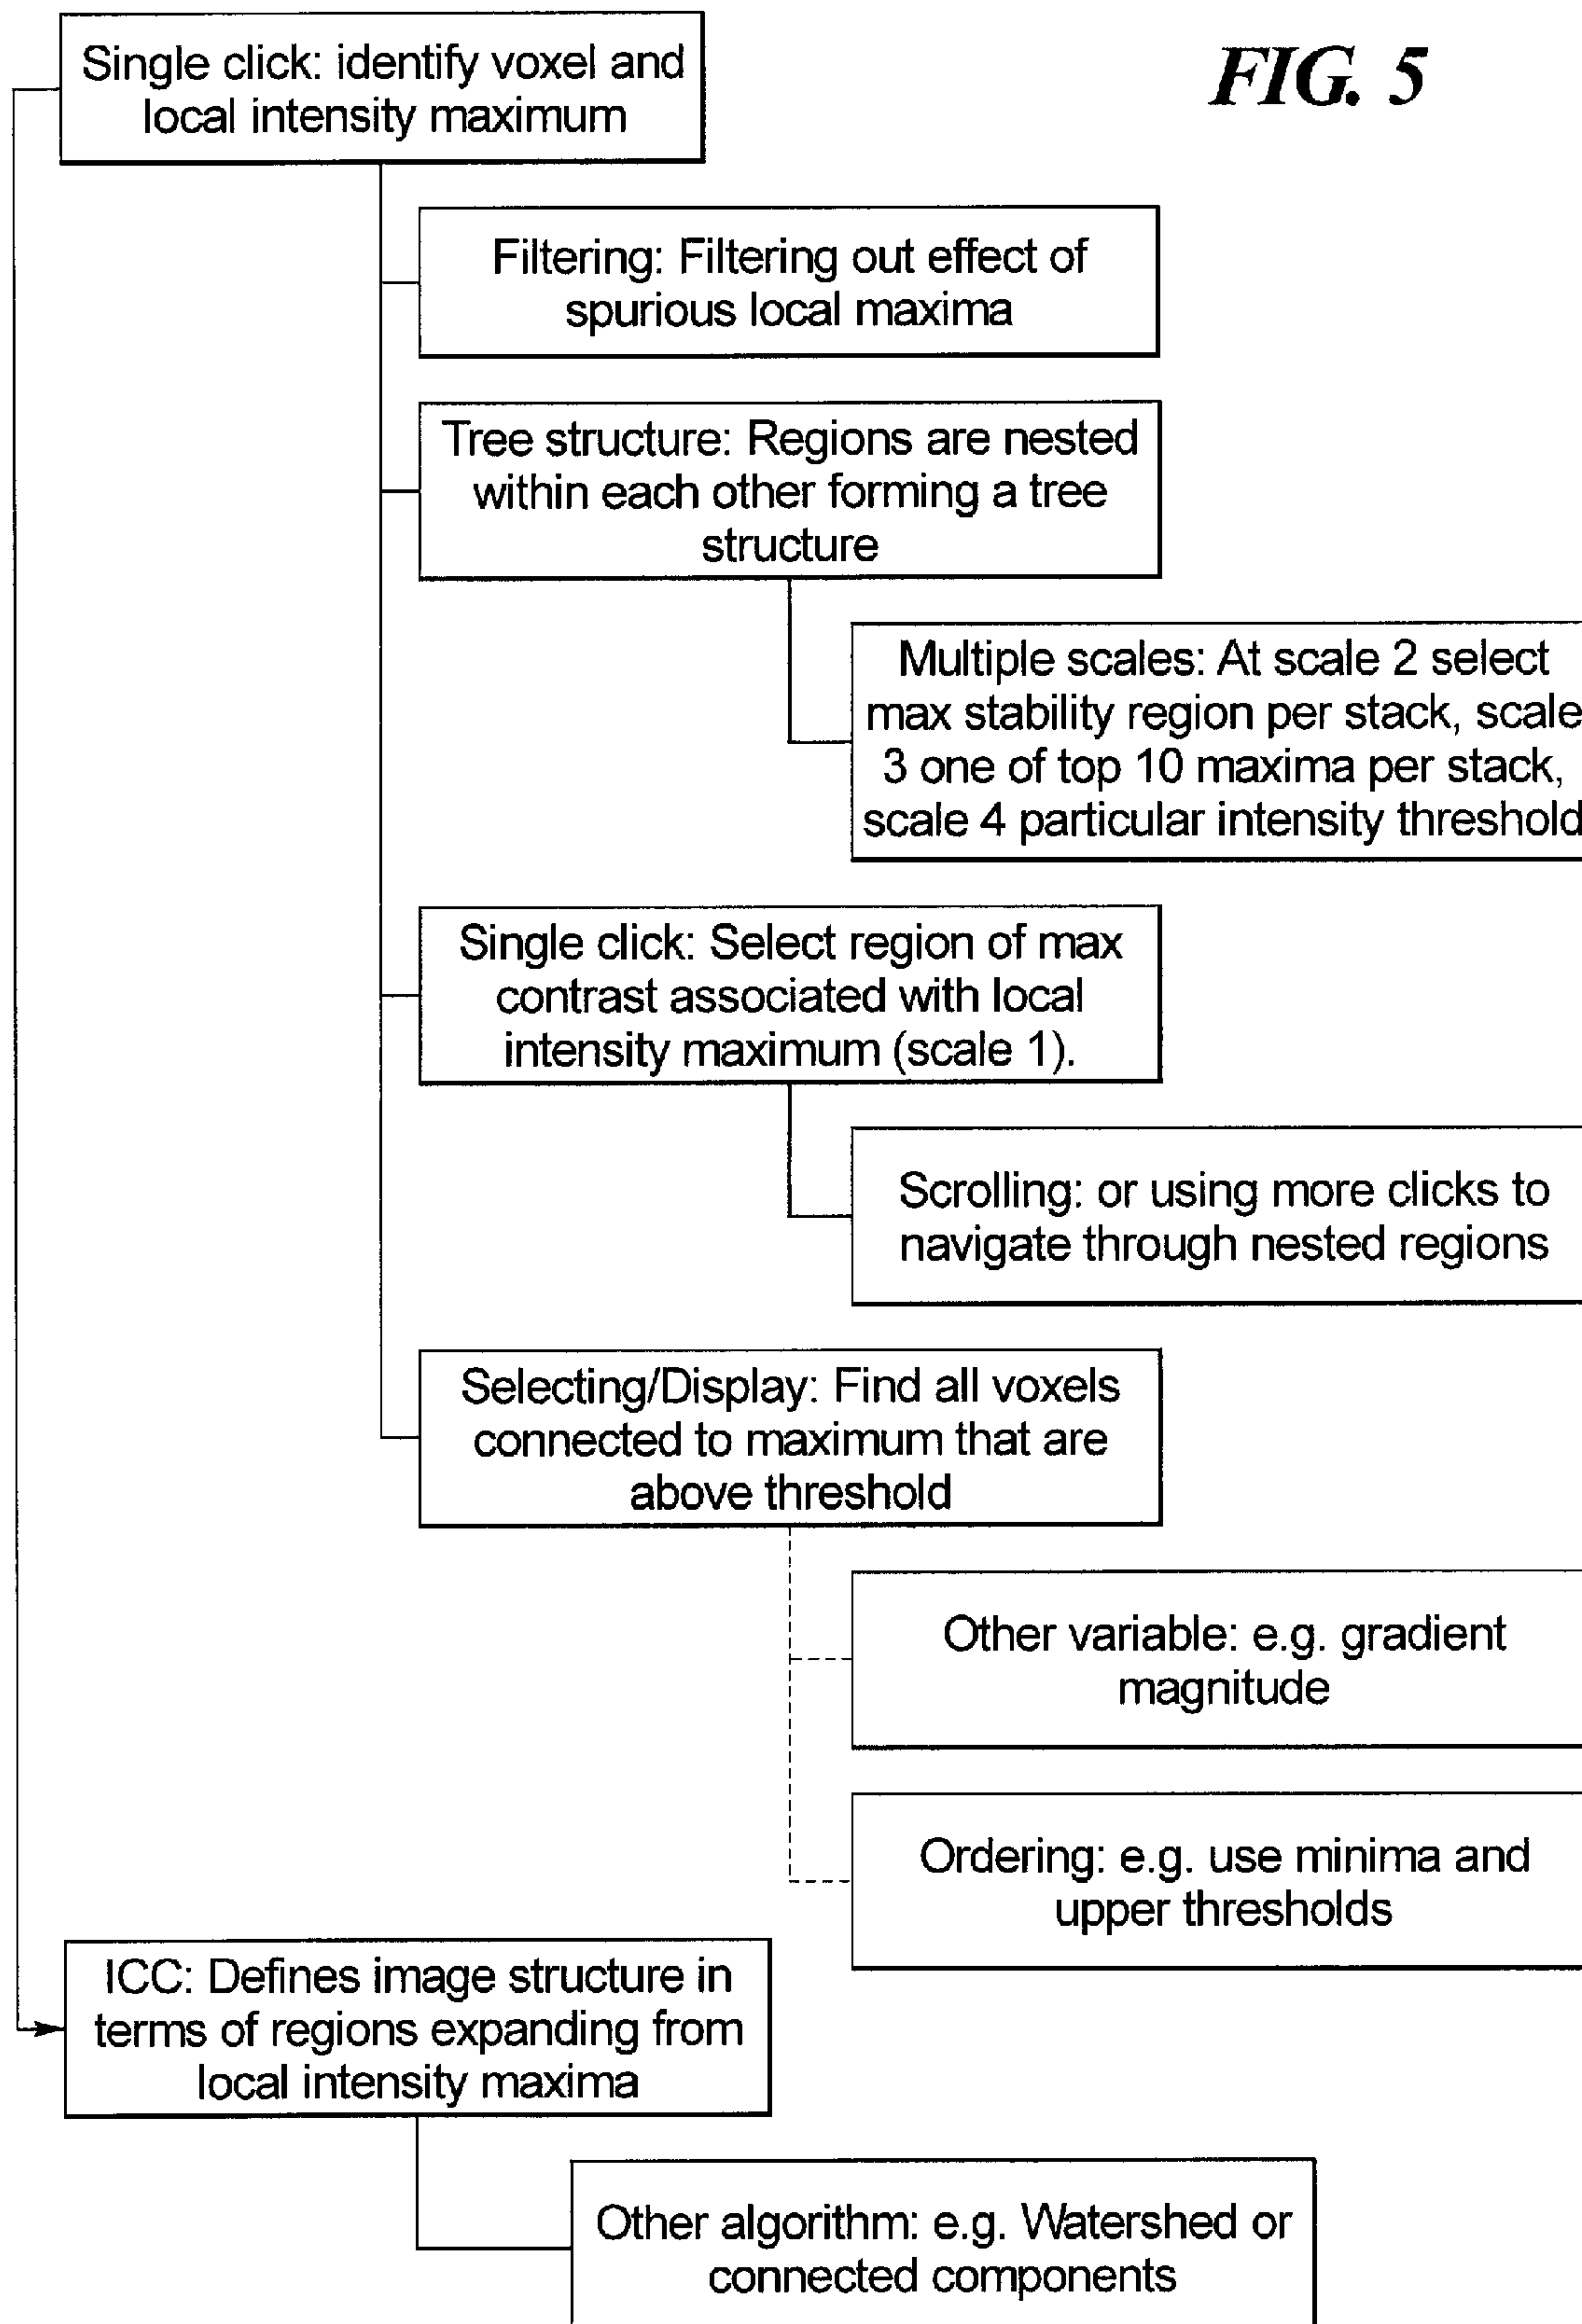 FIG. 5
Single click: identify voxel and
local intensity maximum
Filtering: Filtering out effect of
spurious local maxima
Tree structure: Regions are nested
within each other forming a tree
structure
Multiple scales: At scale 2 select
max stability region per stack, scale
3 one of top 10 maxima per stack,
scale 4 particular intensity threshold
Single click: Select region of max
contrast associated with local
intensity maximum (scale 1).
Scrolling: or using more clicks to
navigate through nested regions
Selecting/Display: Find all voxels
connected to maximum that are
above threshold
Other variable: e.g. gradient
magnitude
Ordering: e.g. use minima and
upper thresholds
ICC: Defines image structure in
terms of regions expanding from
local intensity maxima
Other algorithm: e.g. Watershed or
connected components